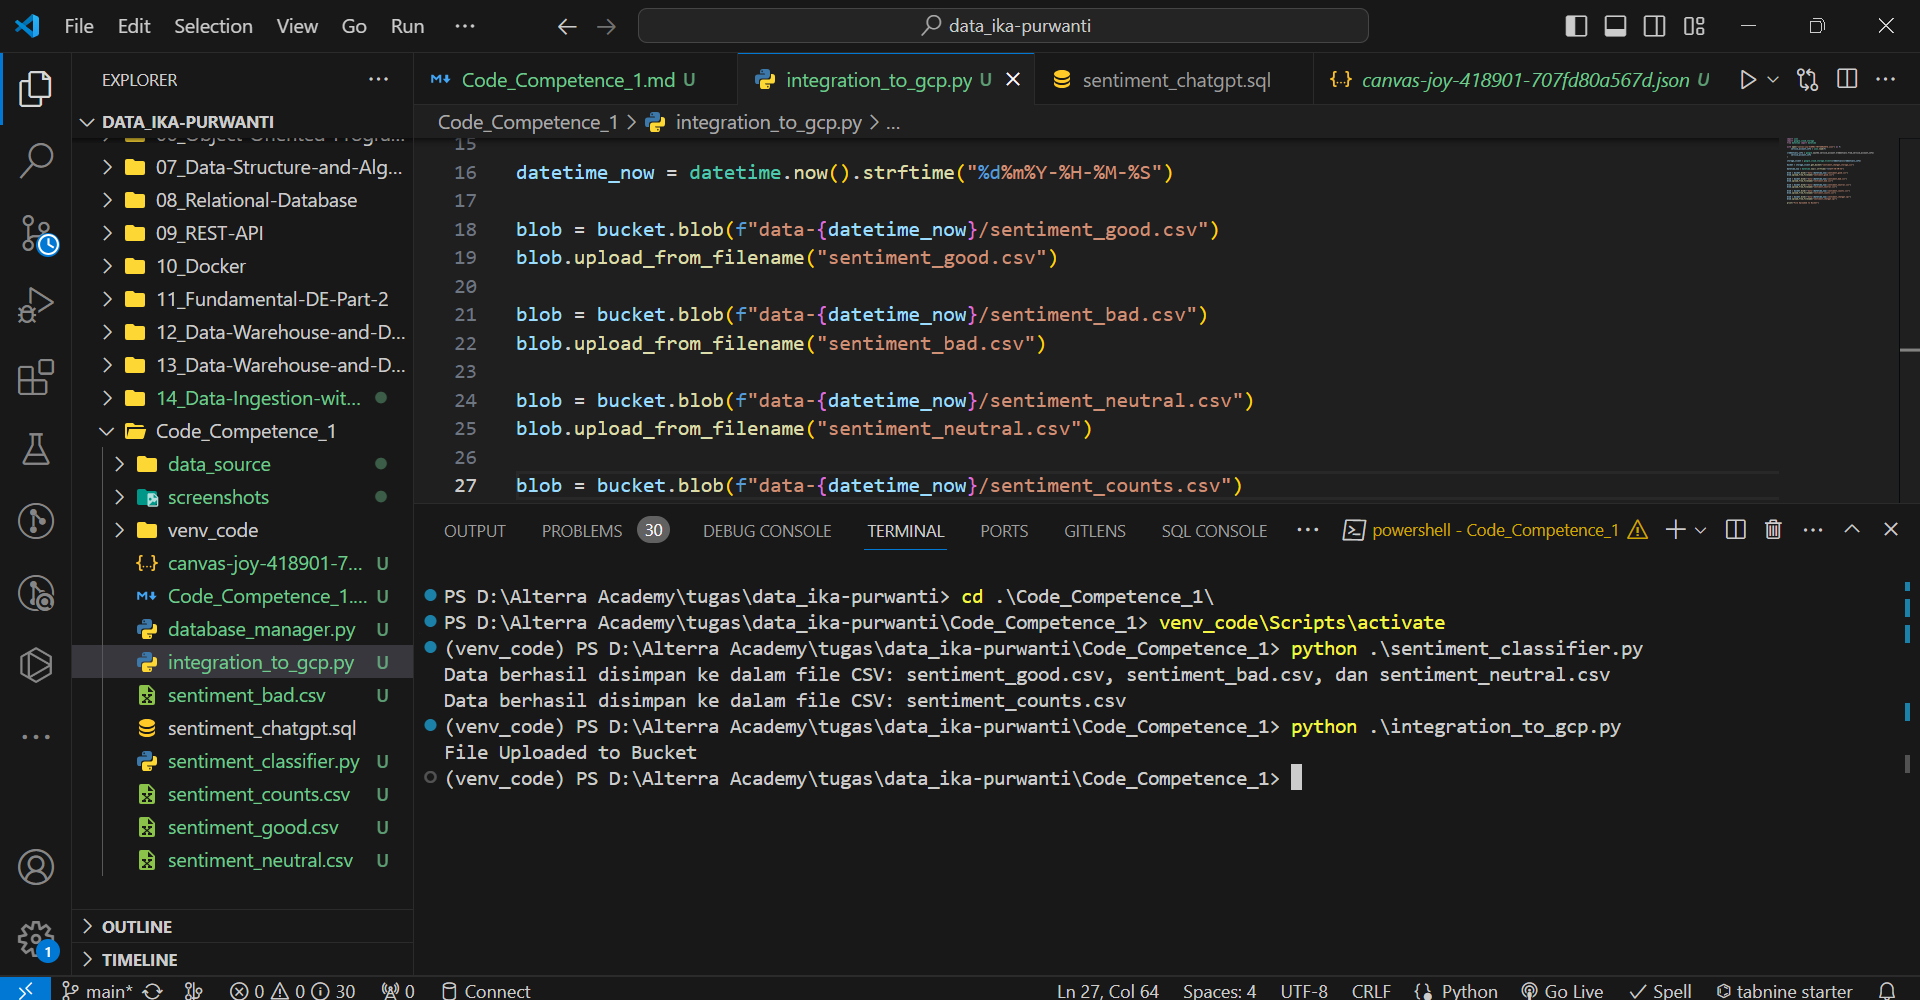 File Edit Selection View Go Run ··· data_ika-purwanti
EXPLORER ···
DATA_IKA-PURWANTI
07_Data-Structure-and-Alg...
08_Relational-Database
09_REST-API
10_Docker
11_Fundamental-DE-Part-2
12_Data-Warehouse-and-D...
13_Data-Warehouse-and-D...
14_Data-Ingestion-wit...
Code_Competence_1
data_source
screenshots
venv_code
canvas-joy-418901-7... U
Code_Competence_1.... U
database_manager.py U
integration_to_gcp.py U
sentiment_bad.csv U
sentiment_chatgpt.sql
sentiment_classifier.py U
sentiment_counts.csv U
sentiment_good.csv U
sentiment_neutral.csv U
OUTLINE
TIMELINE
1
Code_Competence_1.md U integration_to_gcp.py U sentiment_chatgpt.sql canvas-joy-418901-707fd80a567d.json U
Code_Competence_1 > integration_to_gcp.py > ...
15
16 datetime_now = datetime.now().strftime("%d%m%Y-%H-%M-%S")
17
18 blob = bucket.blob(f"data-{datetime_now}/sentiment_good.csv")
19 blob.upload_from_filename("sentiment_good.csv")
20
21 blob = bucket.blob(f"data-{datetime_now}/sentiment_bad.csv")
22 blob.upload_from_filename("sentiment_bad.csv")
23
24 blob = bucket.blob(f"data-{datetime_now}/sentiment_neutral.csv")
25 blob.upload_from_filename("sentiment_neutral.csv")
26
27 blob = bucket.blob(f"data-{datetime_now}/sentiment_counts.csv")
OUTPUT PROBLEMS 30 DEBUG CONSOLE TERMINAL PORTS GITLENS SQL CONSOLE ··· powershell - Code_Competence_1
PS D:\Alterra Academy\tugas\data_ika-purwanti> cd .\Code_Competence_1\
PS D:\Alterra Academy\tugas\data_ika-purwanti\Code_Competence_1> venv_code\Scripts\activate
(venv_code) PS D:\Alterra Academy\tugas\data_ika-purwanti\Code_Competence_1> python .\sentiment_classifier.py
Data berhasil disimpan ke dalam file CSV: sentiment_good.csv, sentiment_bad.csv, dan sentiment_neutral.csv
Data berhasil disimpan ke dalam file CSV: sentiment_counts.csv
(venv_code) PS D:\Alterra Academy\tugas\data_ika-purwanti\Code_Competence_1> python .\integration_to_gcp.py
File Uploaded to Bucket
(venv_code) PS D:\Alterra Academy\tugas\data_ika-purwanti\Code_Competence_1>
main* 0 0 30 0 Connect Ln 27, Col 64 Spaces: 4 UTF-8 CRLF Python Go Live Spell tabnine starter